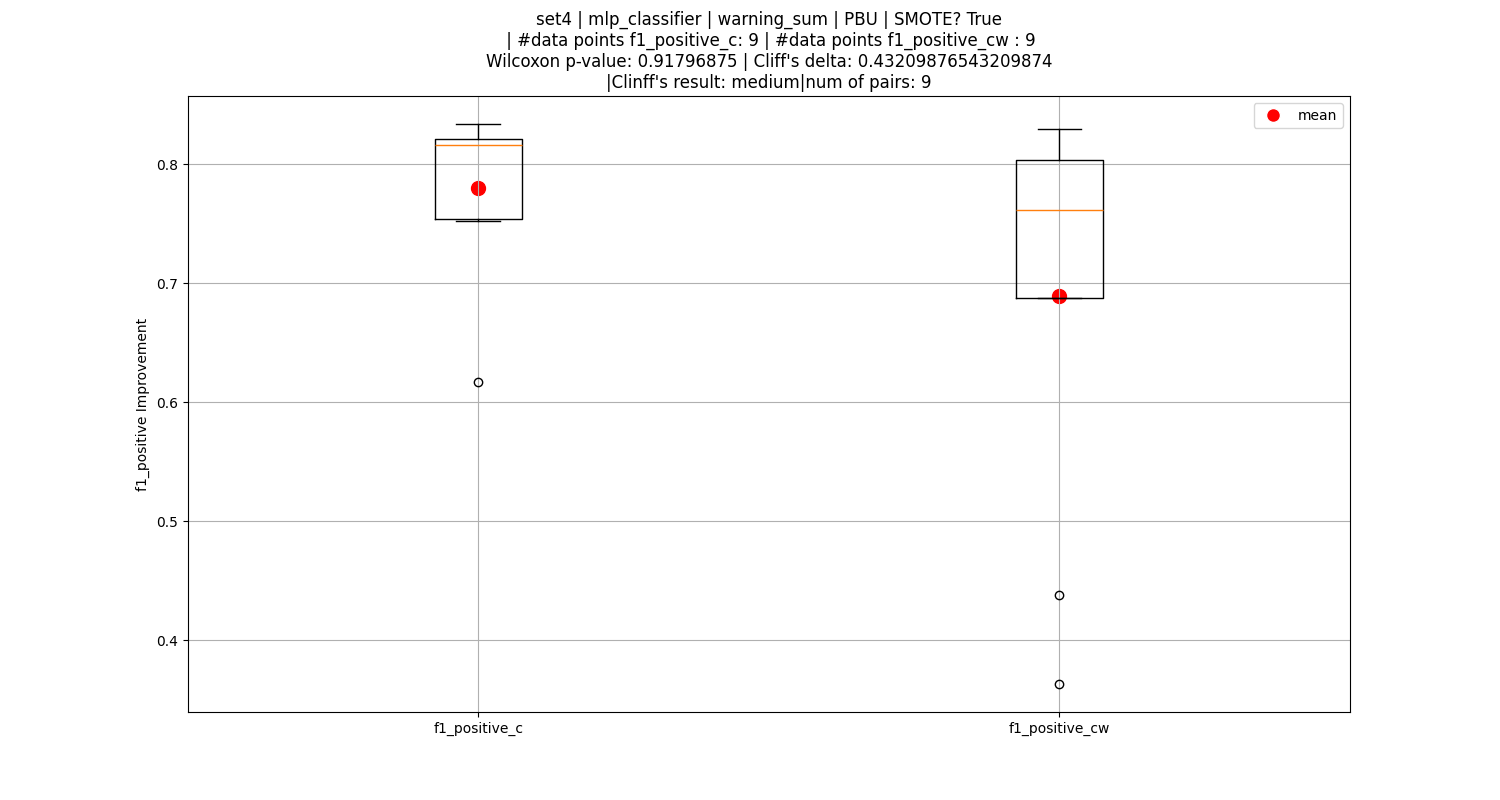 set4 | mlp_classifier | warning_sum | PBU | SMOTE? True
| #data points f1_positive_c: 9 | #data points f1_positive_cw : 9
Wilcoxon p-value: 0.91796875 | Cliff's delta: 0.43209876543209874
|Clinff's result: medium|num of pairs: 9
mean
0.8
0.7
0.6
0.5
0.4
f1_positive Improvement
f1_positive_c
f1_positive_cw